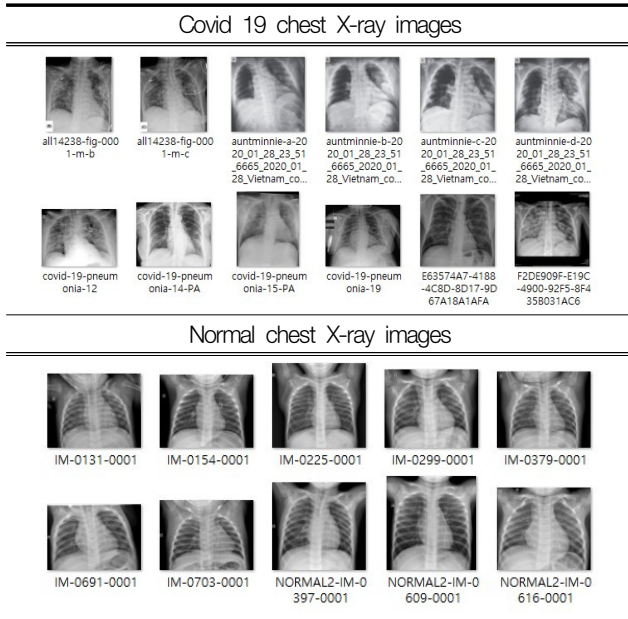 Covid 19 chest X-ray images
all14238-fig-000
1-m-b
all14238-fig-000
1-m-c
auntminnie-a-20
20_01_28_23_51
_6665_2020_01_
28_Vietnam_co...
auntminnie-b-20
20_01_28_23_51
_6665_2020_01_
28_Vietnam_co...
auntminnie-c-20
20_01_28_23_51
_6665_2020_01_
28_Vietnam_co...
auntminnie-d-20
20_01_28_23_51
_6665_2020_01_
28_Vietnam_co...
covid-19-pneum
onia-12
covid-19-pneum
onia-14-PA
covid-19-pneum
onia-15-PA
covid-19-pneum
onia-19
E63574A7-4188
-4C8D-8D17-9D
67A18A1AFA
F2DE909F-E19C
-4900-92F5-8F4
35B031AC6
Normal chest X-ray images
IM-0131-0001
IM-0154-0001
IM-0225-0001
IM-0299-0001
IM-0379-0001
IM-0691-0001
IM-0703-0001
NORMAL2-IM-0
397-0001
NORMAL2-IM-0
609-0001
NORMAL2-IM-0
616-0001